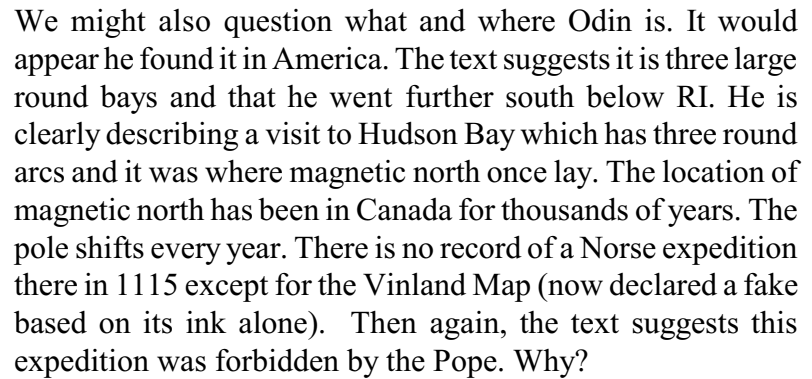 We might also question what and where Odin is. It would
appear he found it in America. The text suggests it is three large
round bays and that he went further south below RI. He is
clearly describing a visit to Hudson Bay which has three round
arcs and it was where magnetic north once lay. The location of
magnetic north has been in Canada for thousands of years. The
pole shifts every year. There is no record of a Norse expedition
there in 1115 except for the Vinland Map (now declared a fake
based on its ink alone).  Then again, the text suggests this
expedition was forbidden by the Pope. Why?